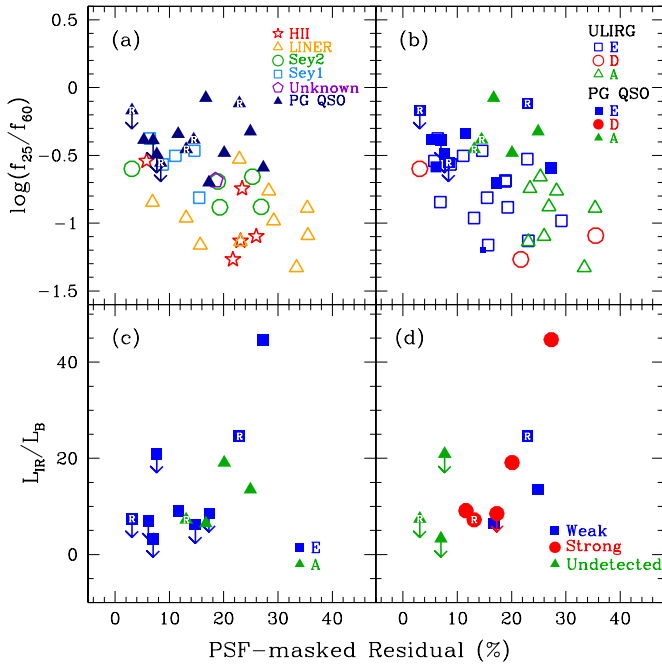 (a)
HII
LINER
Sey2
Sey1
Unknown
PG QSO
R
R
R
R
R
(b)
ULIRG
E
D
A
PG QSO
E
D
A
R
R
R
R
R
0
−0.5
−1
−1.5
log(f25/f60)
(c)
R
R
R
E
A
(d)
R
R
R
Weak
Strong
Undetected
40
20
0
LIR/LB
0 10 20 30 40
0 10 20 30 40
PSF-masked Residual (%)